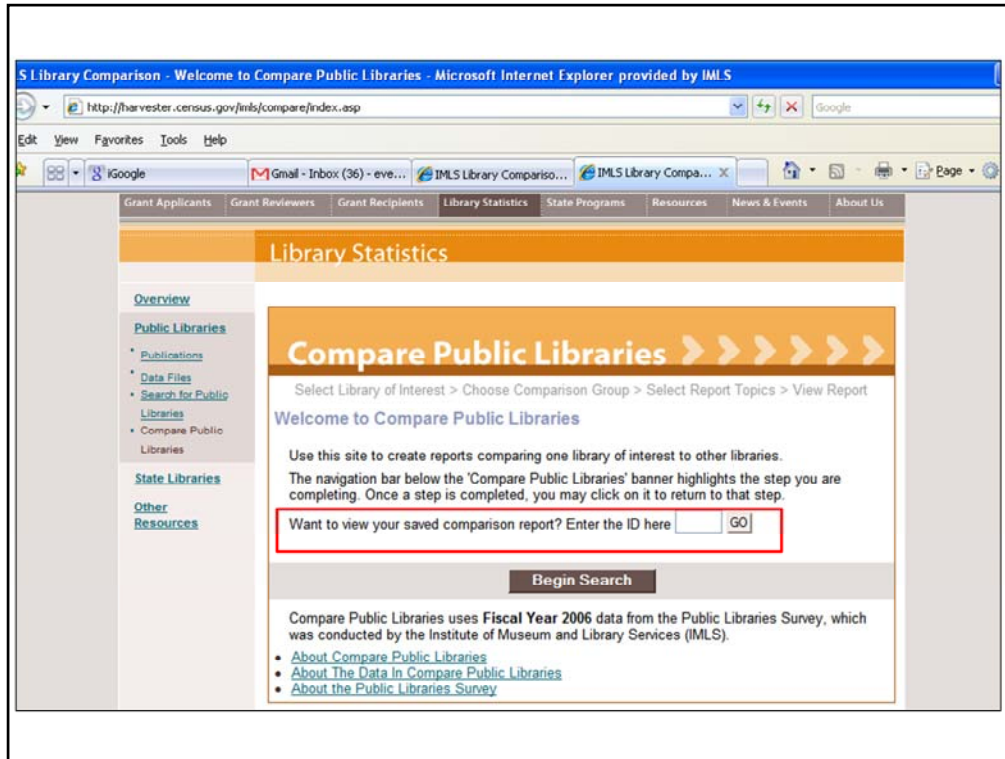 S Library Comparison - Welcome to Compare Public Libraries - Microsoft Internet Explorer provided by IMLS
http://harvester.census.gov/imls/compare/index.asp
Google
Edit View Favorites Tools Help
iGoogle
Gmail - Inbox (36) - eve...
IMLS Library Compariso...
IMLS Library Compa...
Page
Grant Applicants Grant Reviewers Grant Recipients Library Statistics State Programs Resources News & Events About Us
Library Statistics
Overview
Public Libraries
Publications
Data Files
Search for Public
Libraries
Compare Public
Libraries
State Libraries
Other
Resources
Compare Public Libraries
Select Library of Interest > Choose Comparison Group > Select Report Topics > View Report
Welcome to Compare Public Libraries
Use this site to create reports comparing one library of interest to other libraries.
The navigation bar below the 'Compare Public Libraries' banner highlights the step you are
completing. Once a step is completed, you may click on it to return to that step.
Want to view your saved comparison report? Enter the ID here GO
Begin Search
Compare Public Libraries uses Fiscal Year 2006 data from the Public Libraries Survey, which
was conducted by the Institute of Museum and Library Services (IMLS).
About Compare Public Libraries
About The Data In Compare Public Libraries
About the Public Libraries Survey